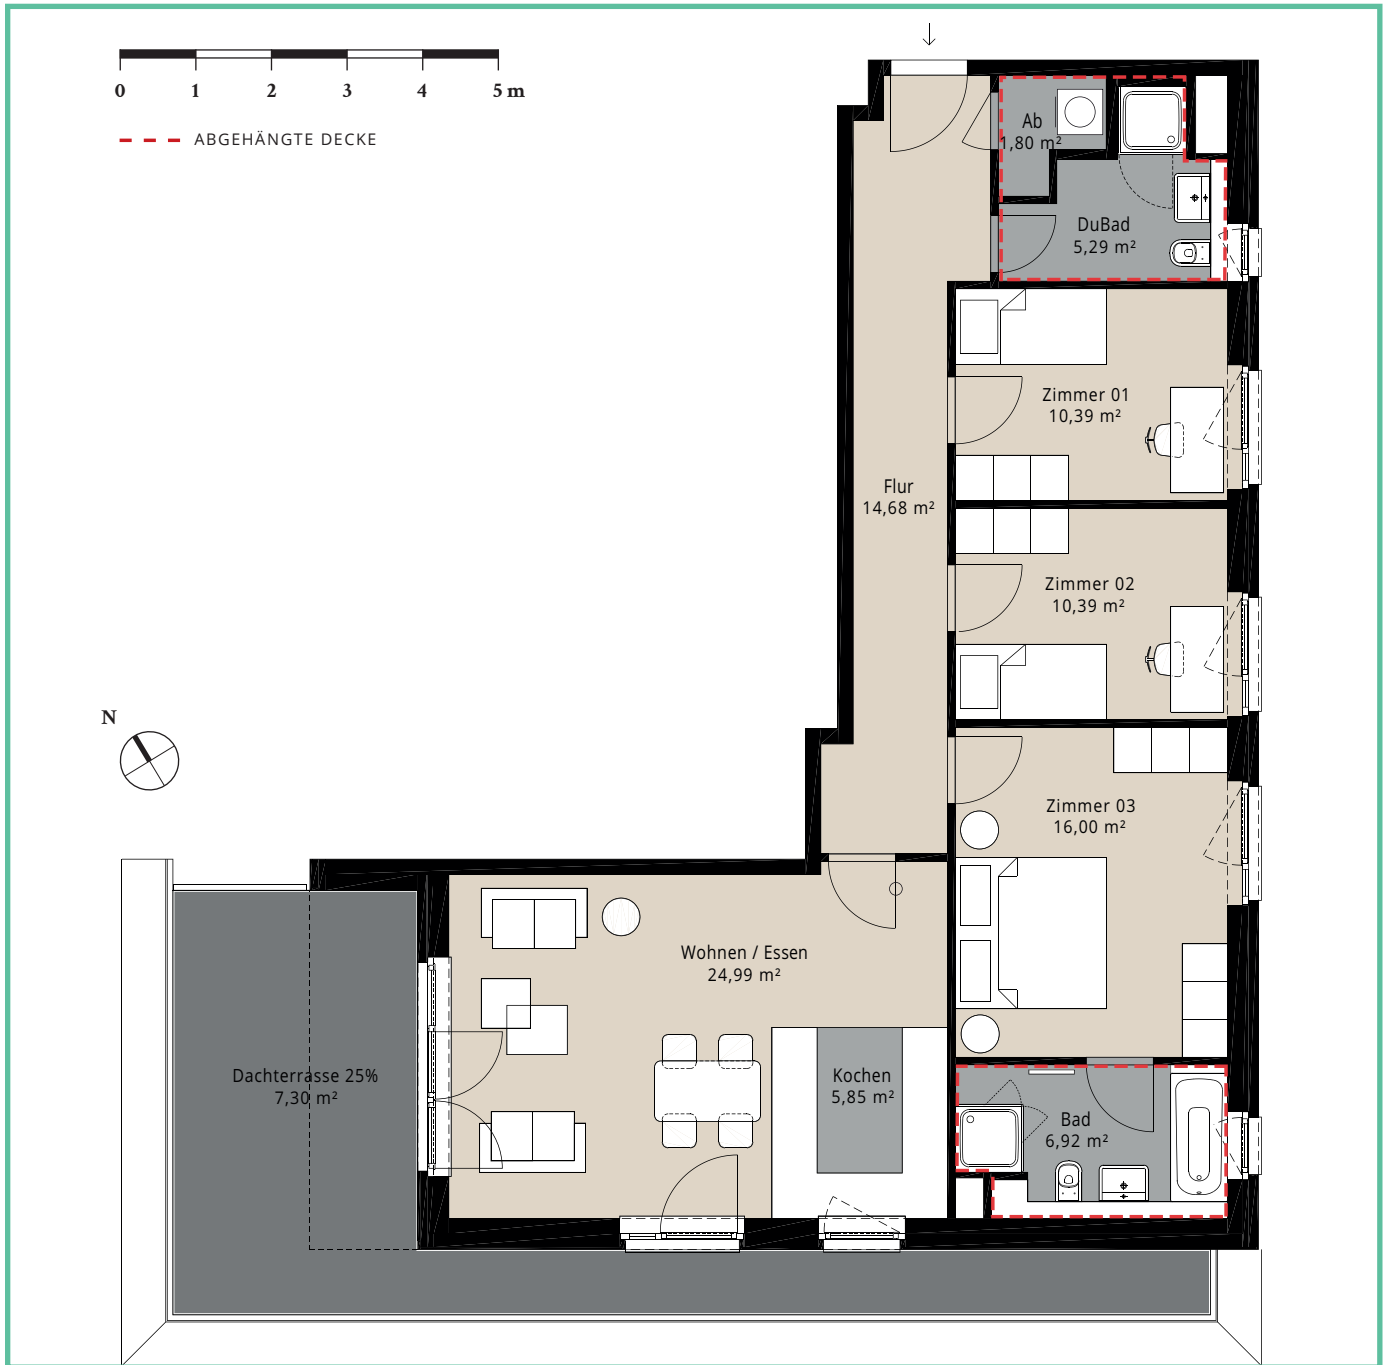 0 1 2 3 4 5 m
ABGEHÄNGTE DECKE
Ab
1,80 m²
DuBad
5,29 m²
Zimmer 01
10,39 m²
Flur
14,68 m²
Zimmer 02
10,39 m²
N
Zimmer 03
16,00 m²
Wohnen / Essen
24,99 m²
Dachterrasse 25%
7,30 m²
Kochen
5,85 m²
Bad
6,92 m²